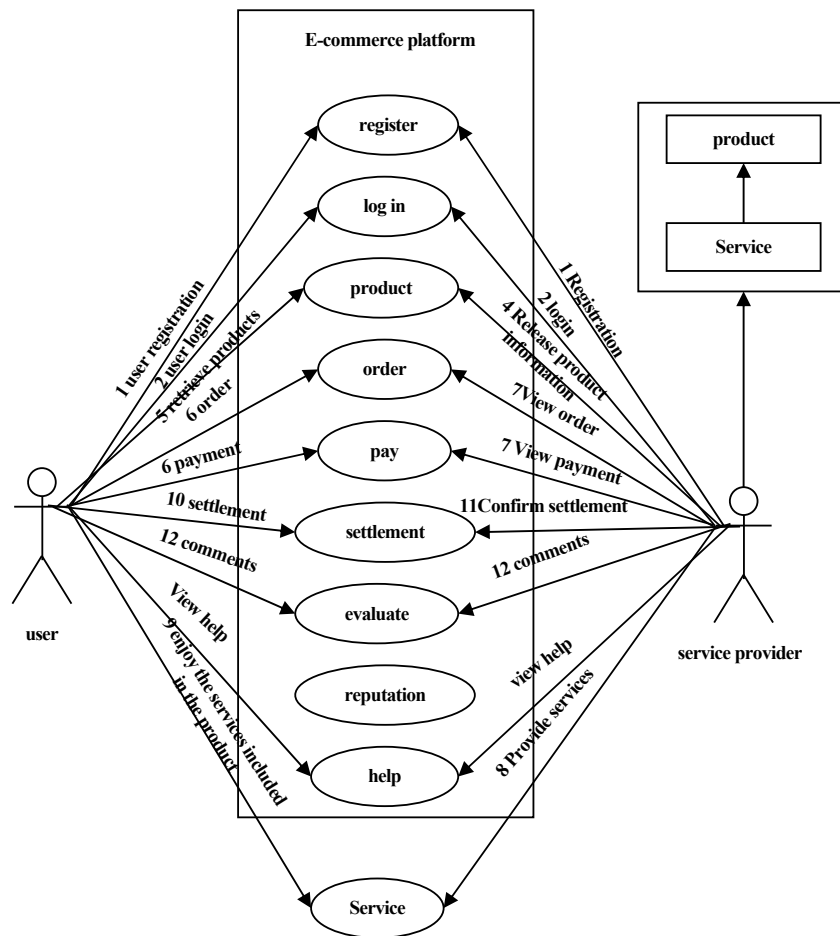 E-commerce platform
register
product
log in
Service
product
order
pay
settlement
evaluate
reputation
help
Service
1 user registration
2 user login
5 retrieve products
6 order
6 payment
10 settlement
12 comments
View help
9 enjoy the services included
in the product
1 Registration
2 login
4 Release product
information
7View order
7 View payment
11Confirm settlement
12 comments
view help
8 Provide services
user
service provider